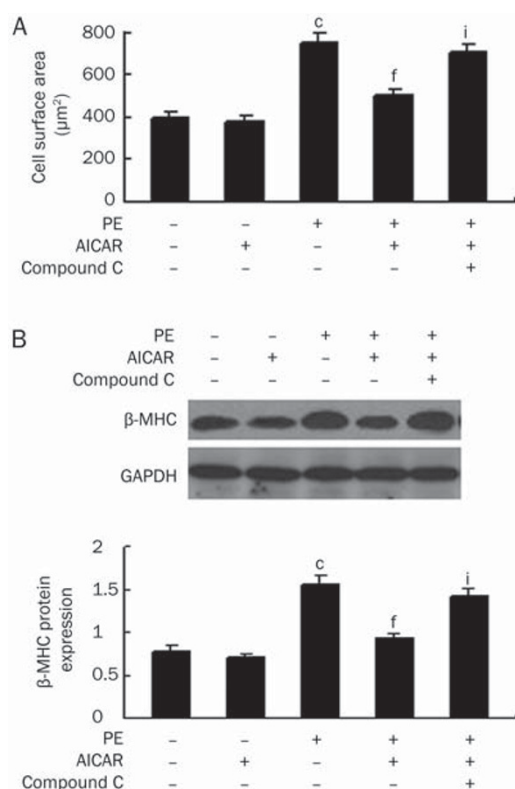 A
800
600
400
200
0
Cell surface area
(μm²)
c
f
i
PE – – + + +
AICAR – + – + +
Compound C – – – – +
B
PE – – + + +
AICAR – + – + +
Compound C – – – – +
β-MHC
GAPDH
2
1.5
1
0.5
0
β-MHC protein
expression
c
f
i
PE – – + + +
AICAR – + – + +
Compound C – – – – +